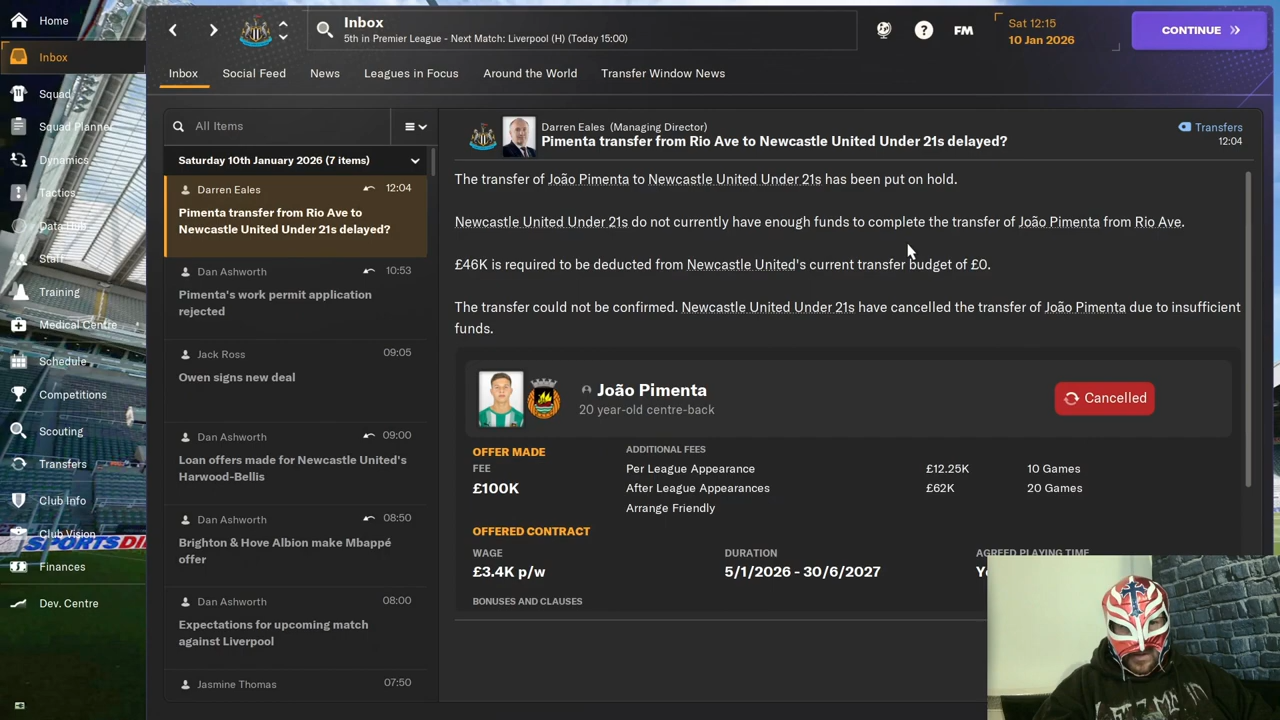 Home
Inbox
Squad
Squad Planner
Dynamics
Tactics
Data Hub
Staff
Training
Medical Centre
Schedule
Competitions
Scouting
Transfers
Club Info
Club Vision
SPORTS DI
Finances
Dev. Centre
Inbox
5th in Premier League - Next Match: Liverpool (H) (Today 15:00)
FM
Sat 12:15
10 Jan 2026
CONTINUE
Inbox
Social Feed
News
Leagues in Focus
Around the World
Transfer Window News
All Items
Saturday 10th January 2026 (7 items)
Darren Eales 12:04
Pimenta transfer from Rio Ave to
Newcastle United Under 21s delayed?
Dan Ashworth 10:53
Pimenta's work permit application
rejected
Jack Ross 09:05
Owen signs new deal
Dan Ashworth 09:00
Loan offers made for Newcastle United's
Harwood-Bellis
Dan Ashworth 08:50
Brighton & Hove Albion make Mbappé
offer
Dan Ashworth 08:00
Expectations for upcoming match
against Liverpool
Jasmine Thomas 07:50
Darren Eales (Managing Director)
Pimenta transfer from Rio Ave to Newcastle United Under 21s delayed?
Transfers
12:04
The transfer of João Pimenta to Newcastle United Under 21s has been put on hold.
Newcastle United Under 21s do not currently have enough funds to complete the transfer of João Pimenta from Rio Ave.
£46K is required to be deducted from Newcastle United's current transfer budget of £0.
The transfer could not be confirmed. Newcastle United Under 21s have cancelled the transfer of João Pimenta due to insufficient
funds.
João Pimenta
20 year-old centre-back
Cancelled
OFFER MADE
FEE
£100K
ADDITIONAL FEES
Per League Appearance £12.25K 10 Games
After League Appearances £62K 20 Games
Arrange Friendly
OFFERED CONTRACT
WAGE DURATION AGREED PLAYING TIME
£3.4K p/w 5/1/2026 - 30/6/2027
BONUSES AND CLAUSES